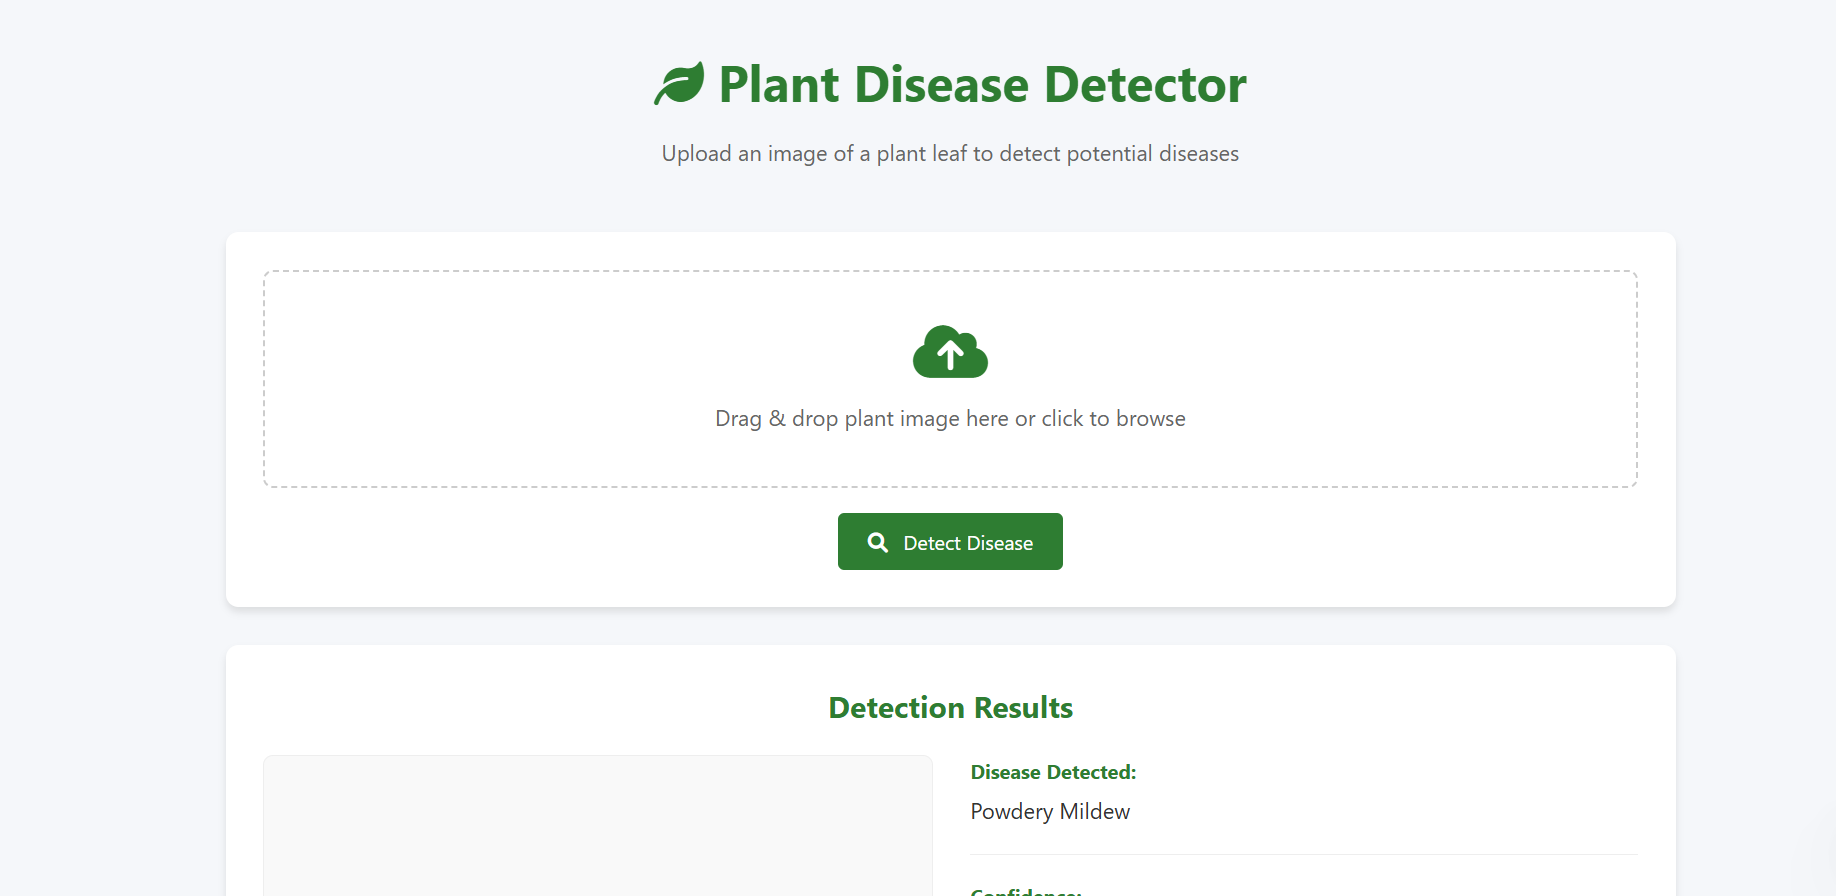 Plant Disease Detector
Upload an image of a plant leaf to detect potential diseases
Drag & drop plant image here or click to browse
Detect Disease
Detection Results
Disease Detected:
Powdery Mildew
Confidence: